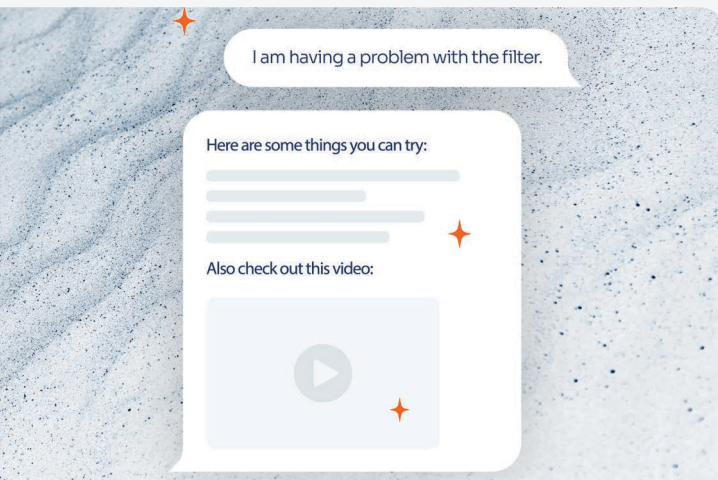 I am having a problem with the filter.
Here are some things you can try:
Also check out this video: